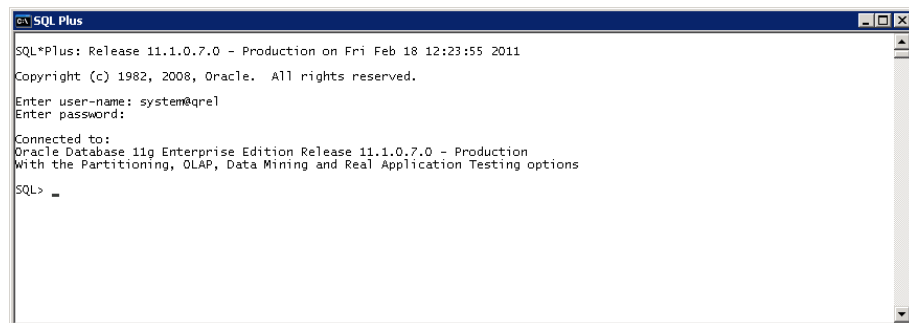 SQL Plus
SQL*Plus: Release 11.1.0.7.0 - Production on Fri Feb 18 12:23:55 2011
Copyright (c) 1982, 2008, Oracle.  All rights reserved.
Enter user-name: system@qrel
Enter password:
Connected to:
Oracle Database 11g Enterprise Edition Release 11.1.0.7.0 - Production
With the Partitioning, OLAP, Data Mining and Real Application Testing options
SQL> _